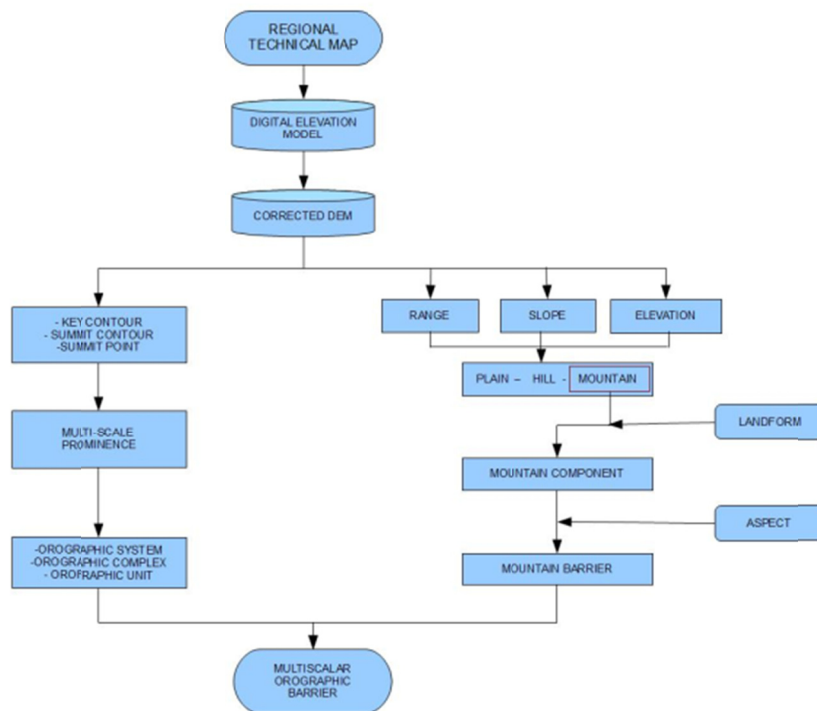 REGIONAL
TECHNICAL MAP
DIGITAL ELEVATION
MODEL
CORRECTED DEM
- KEY CONTOUR
- SUMMIT CONTOUR
-SUMMIT POINT
RANGE
SLOPE
ELEVATION
PLAIN – HILL - MOUNTAIN
MULTI-SCALE
PROMINENCE
LANDFORM
MOUNTAIN COMPONENT
ASPECT
-OROGRAPHIC SYSTEM
-OROGRAPHIC COMPLEX
- OROFRAPHIC UNIT
MOUNTAIN BARRIER
MULTISCALAR
OROGRAPHIC
BARRIER